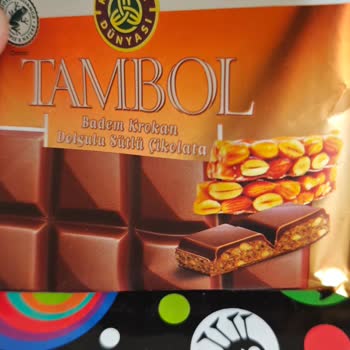 DÜNYASI
TAMBOL
Badem Krokan
Dolgulu Sütlü Çikolata